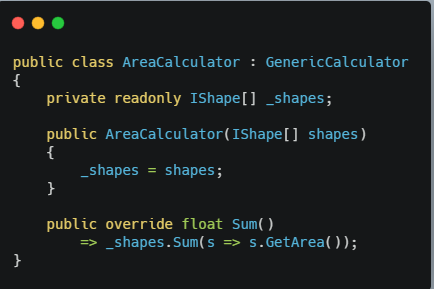 public class AreaCalculator : GenericCalculator
{
    private readonly IShape[] _shapes;

    public AreaCalculator(IShape[] shapes)
    {
        _shapes = shapes;
    }

    public override float Sum()
        => _shapes.Sum(s => s.GetArea());
}